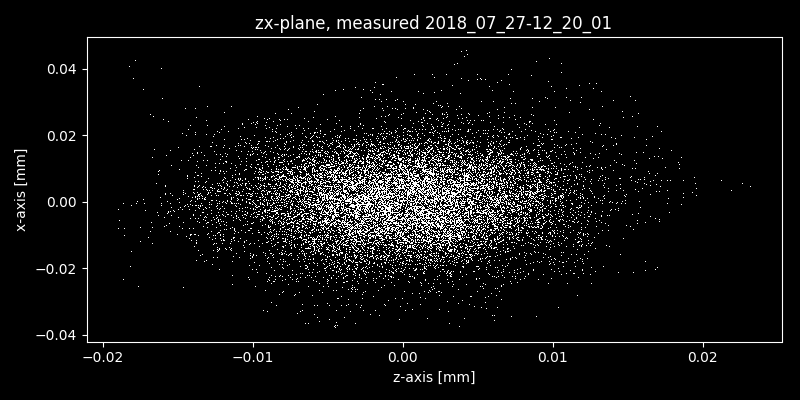 zx-plane, measured 2018_07_27-12_20_01
0.04
0.02
0.00
−0.02
−0.04
x-axis [mm]
−0.02 −0.01 0.00 0.01 0.02
z-axis [mm]